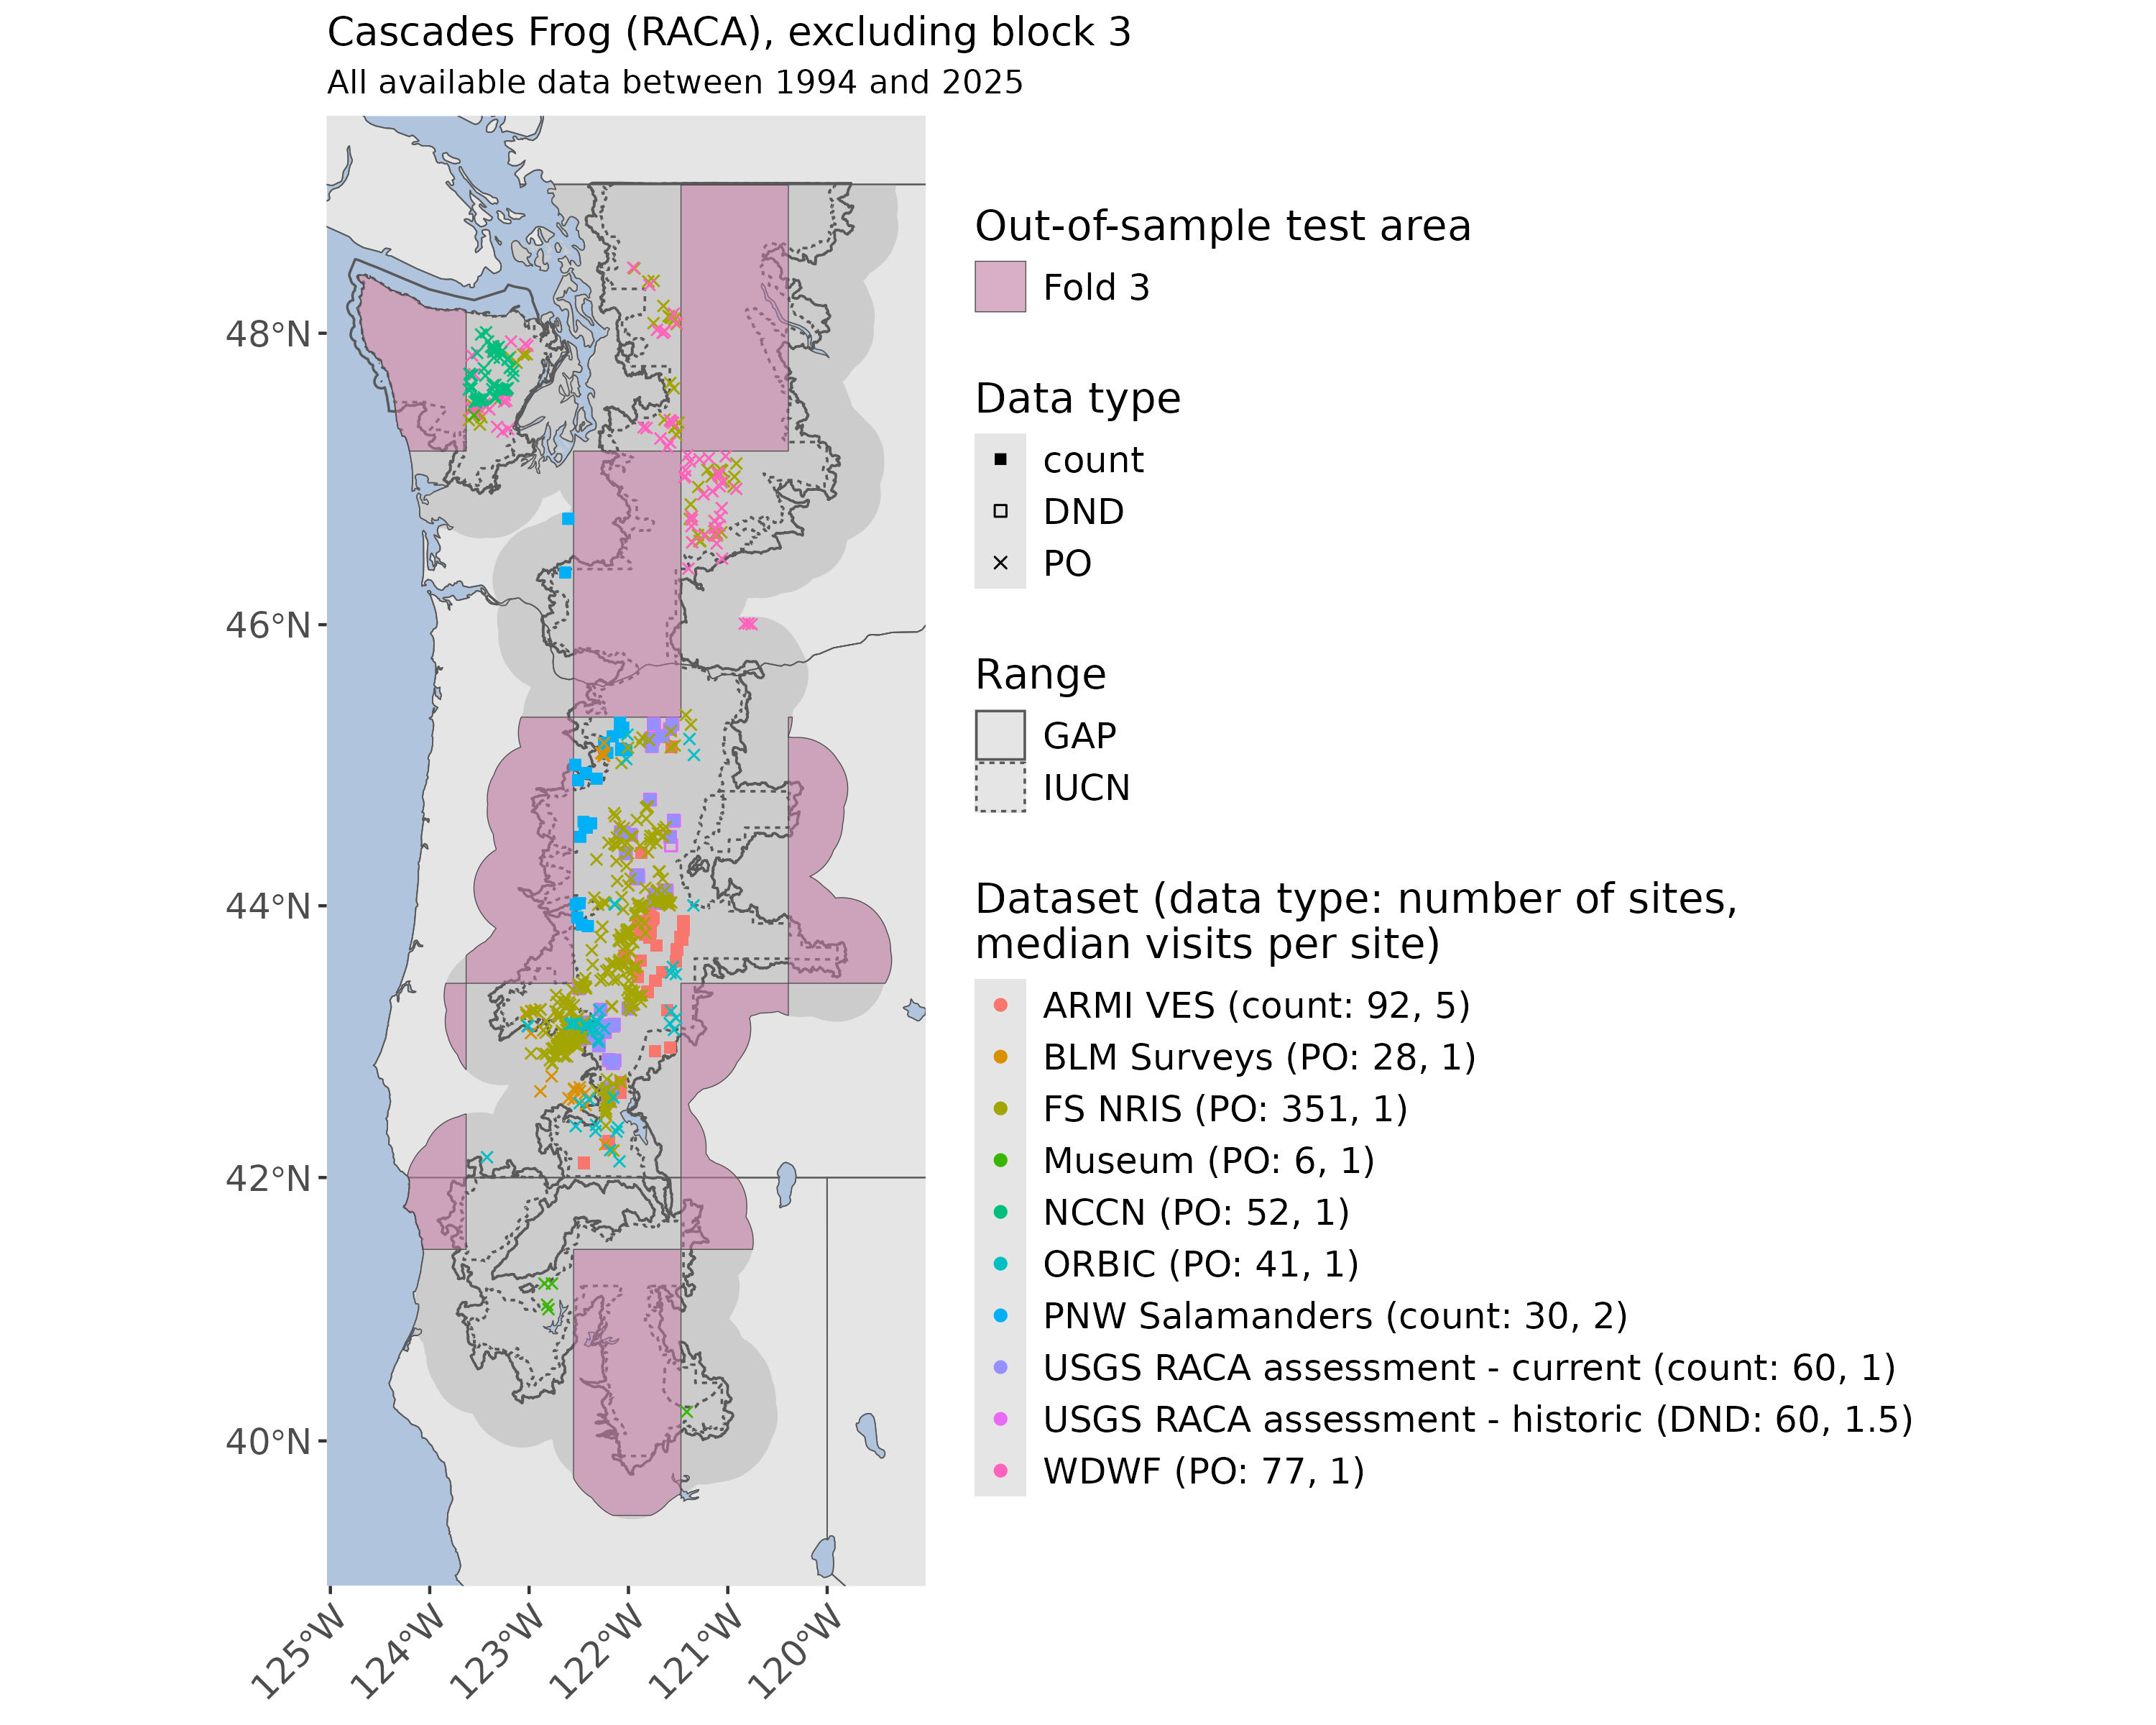 Cascades Frog (RACA), excluding block 3
All available data between 1994 and 2025
48°N
46°N
44°N
42°N
40°N
125°W
124°W
123°W
122°W
121°W
120°W
Out-of-sample test area
Fold 3
Data type
count
DND
PO
Range
GAP
IUCN
Dataset (data type: number of sites,
median visits per site)
ARMI VES (count: 92, 5)
BLM Surveys (PO: 28, 1)
FS NRIS (PO: 351, 1)
Museum (PO: 6, 1)
NCCN (PO: 52, 1)
ORBIC (PO: 41, 1)
PNW Salamanders (count: 30, 2)
USGS RACA assessment - current (count: 60, 1)
USGS RACA assessment - historic (DND: 60, 1.5)
WDWF (PO: 77, 1)